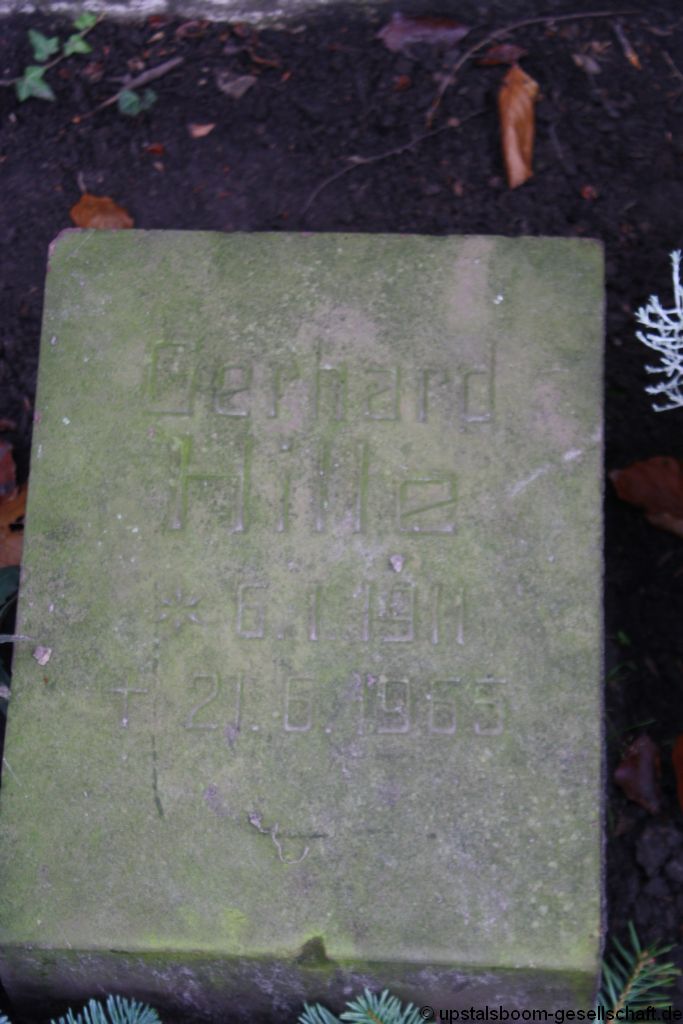 Gerhard
Hille
* 6.1.1911
† 21.6.1965
© upstalsboom-gesellschaft.de